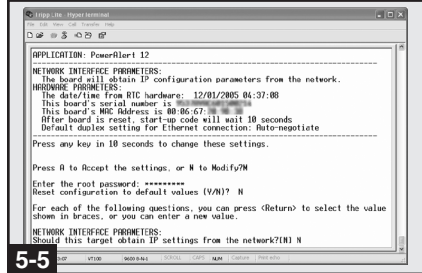 tripp_lite - HyperTerminal
File Edit View Call Transfer Help
APPLICATION: PowerAlert 12
NETWORK INTERFACE PARAMETERS:
The board will obtain IP configuration parameters from the network.
HARDWARE PARAMETERS:
The date/time from RTC hardware: 12/01/2005 04:37:08
This board's serial number is
This board's MAC Address is 00:06:67:
After board is reset, start-up code will wait 10 seconds
Default duplex setting for Ethernet connection: Auto-negotiate
Press any key in 10 seconds to change these settings.
Press A to Accept the settings, or M to Modify?M
Enter the root password: *********
Reset configuration to default values (Y/N)? N
For each of the following questions, you can press <Return> to select the value
shown in braces, or you can enter a new value.
NETWORK INTERFACE PARAMETERS:
Should this target obtain IP settings from the network?[N] N
5-5
VT100 9600 8-N-1 SCROLL CAPS NUM Capture Print echo